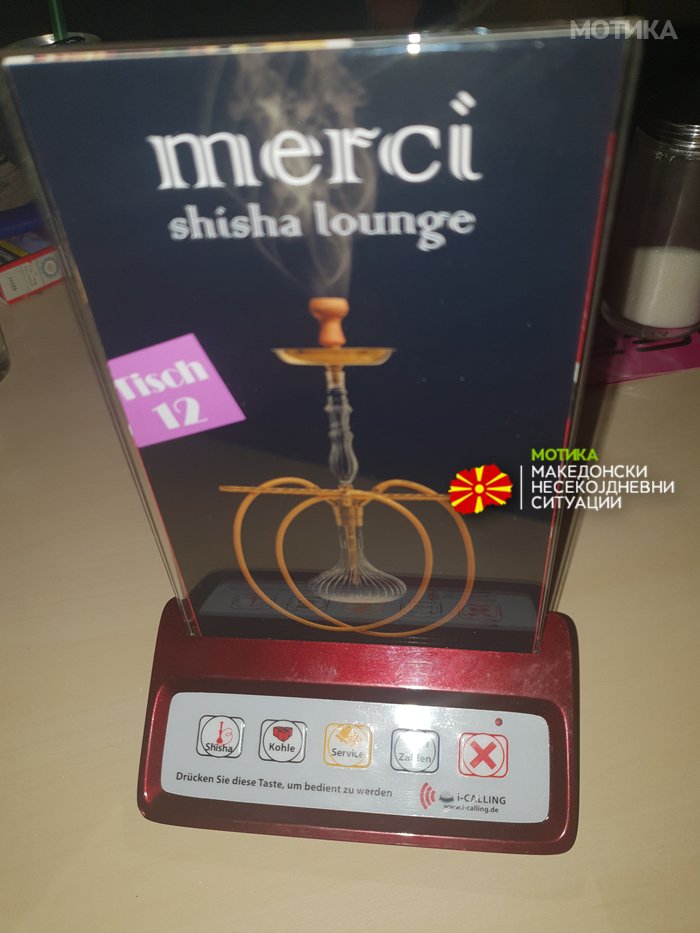 МОТИКА
merci
shisha lounge
Tisch
12
МОТИКА
МАКЕДОНСКИ
НЕСЕКОЈДНЕВНИ
СИТУАЦИИ
Shisha
Kohle
Service
Zahlen
Drücken Sie diese Taste, um bedient zu werden
i-CALLING
www.i-calling.de